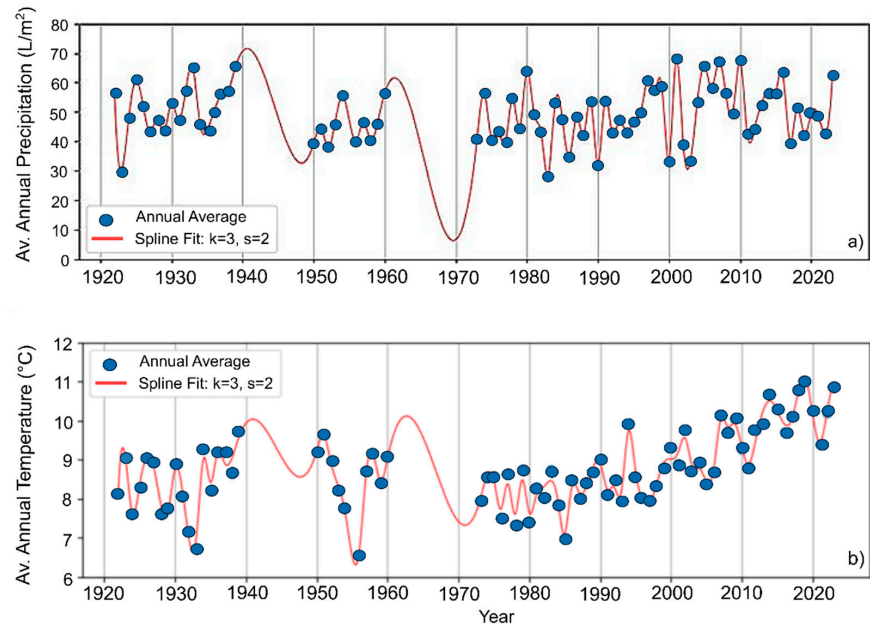 Av. Annual Precipitation (L/m²)
80
70
60
50
40
30
20
10
0
Annual Average
Spline Fit: k=3, s=2
a)
1920 1930 1940 1950 1960 1970 1980 1990 2000 2010 2020
Av. Annual Temperature (°C)
12
11
10
9
8
7
6
Annual Average
Spline Fit: k=3, s=2
b)
1920 1930 1940 1950 1960 1970 1980 1990 2000 2010 2020
Year